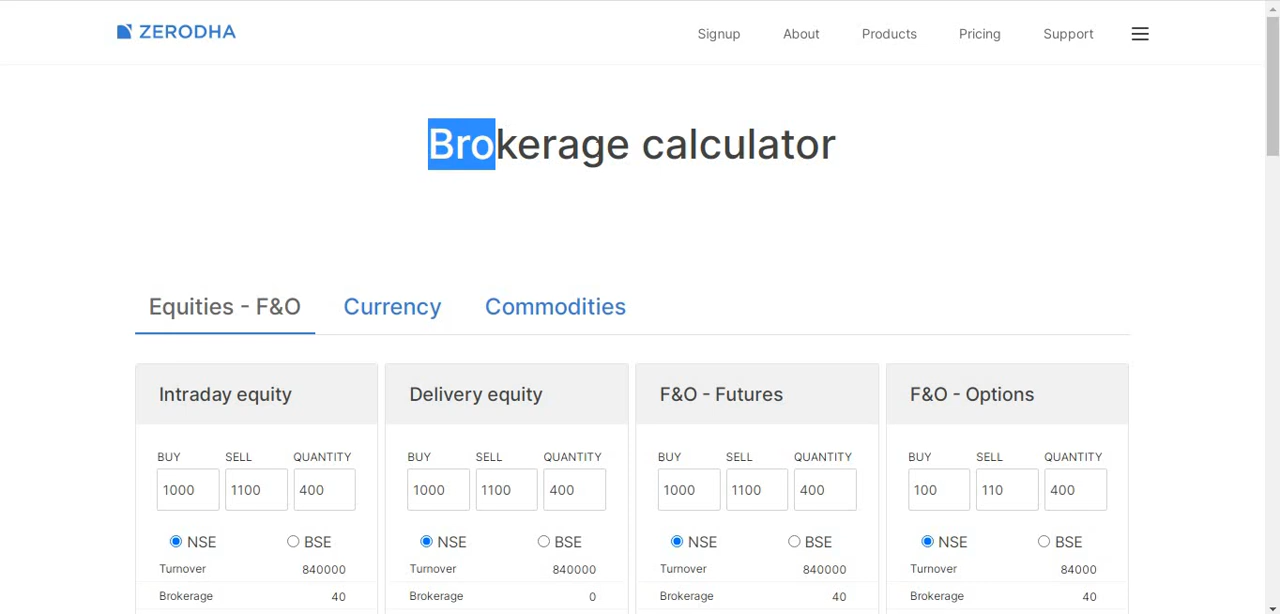 ZERODHA Signup About Products Pricing Support
Brokerage calculator
Equities - F&O Currency Commodities
Intraday equity Delivery equity F&O - Futures F&O - Options
BUY SELL QUANTITY BUY SELL QUANTITY BUY SELL QUANTITY BUY SELL QUANTITY
1000 1100 400 1000 1100 400 1000 1100 400 100 110 400
NSE BSE NSE BSE NSE BSE NSE BSE
Turnover 840000 Turnover 840000 Turnover 840000 Turnover 84000
Brokerage 40 Brokerage 0 Brokerage 40 Brokerage 40